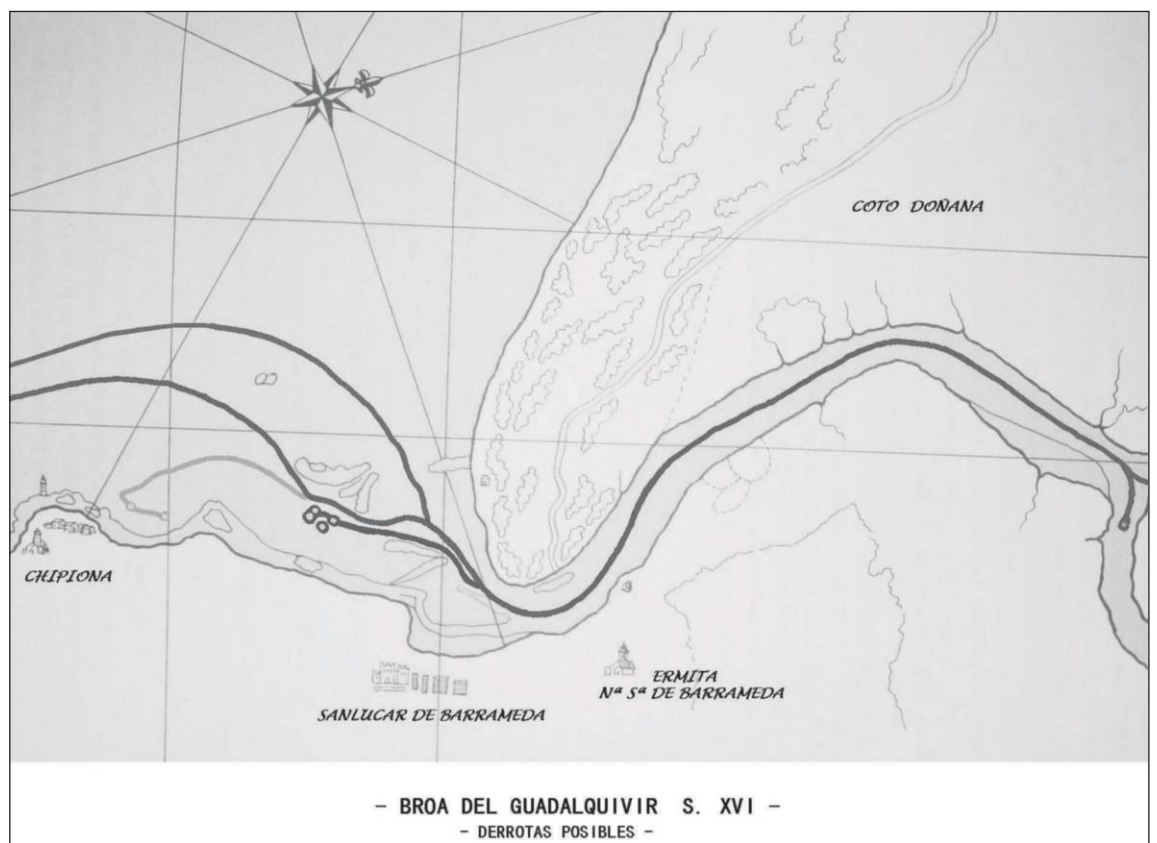 COTO DOÑANA
CHIPIONA
ERMITA
Nª Sª DE BARRAMEDA
SANLUCAR DE BARRAMEDA
- BROA DEL GUADALQUIVIR S. XVI -
- DERROTAS POSIBLES -